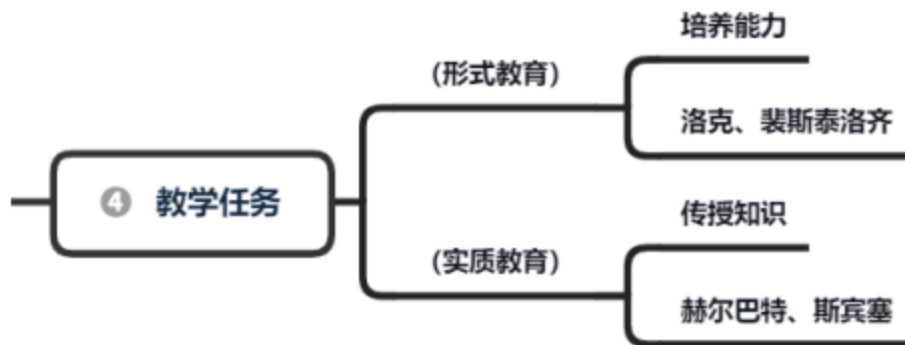 培养能力
(形式教育)
洛克、裴斯泰洛齐
4 教学任务
传授知识
(实质教育)
赫尔巴特、斯宾塞